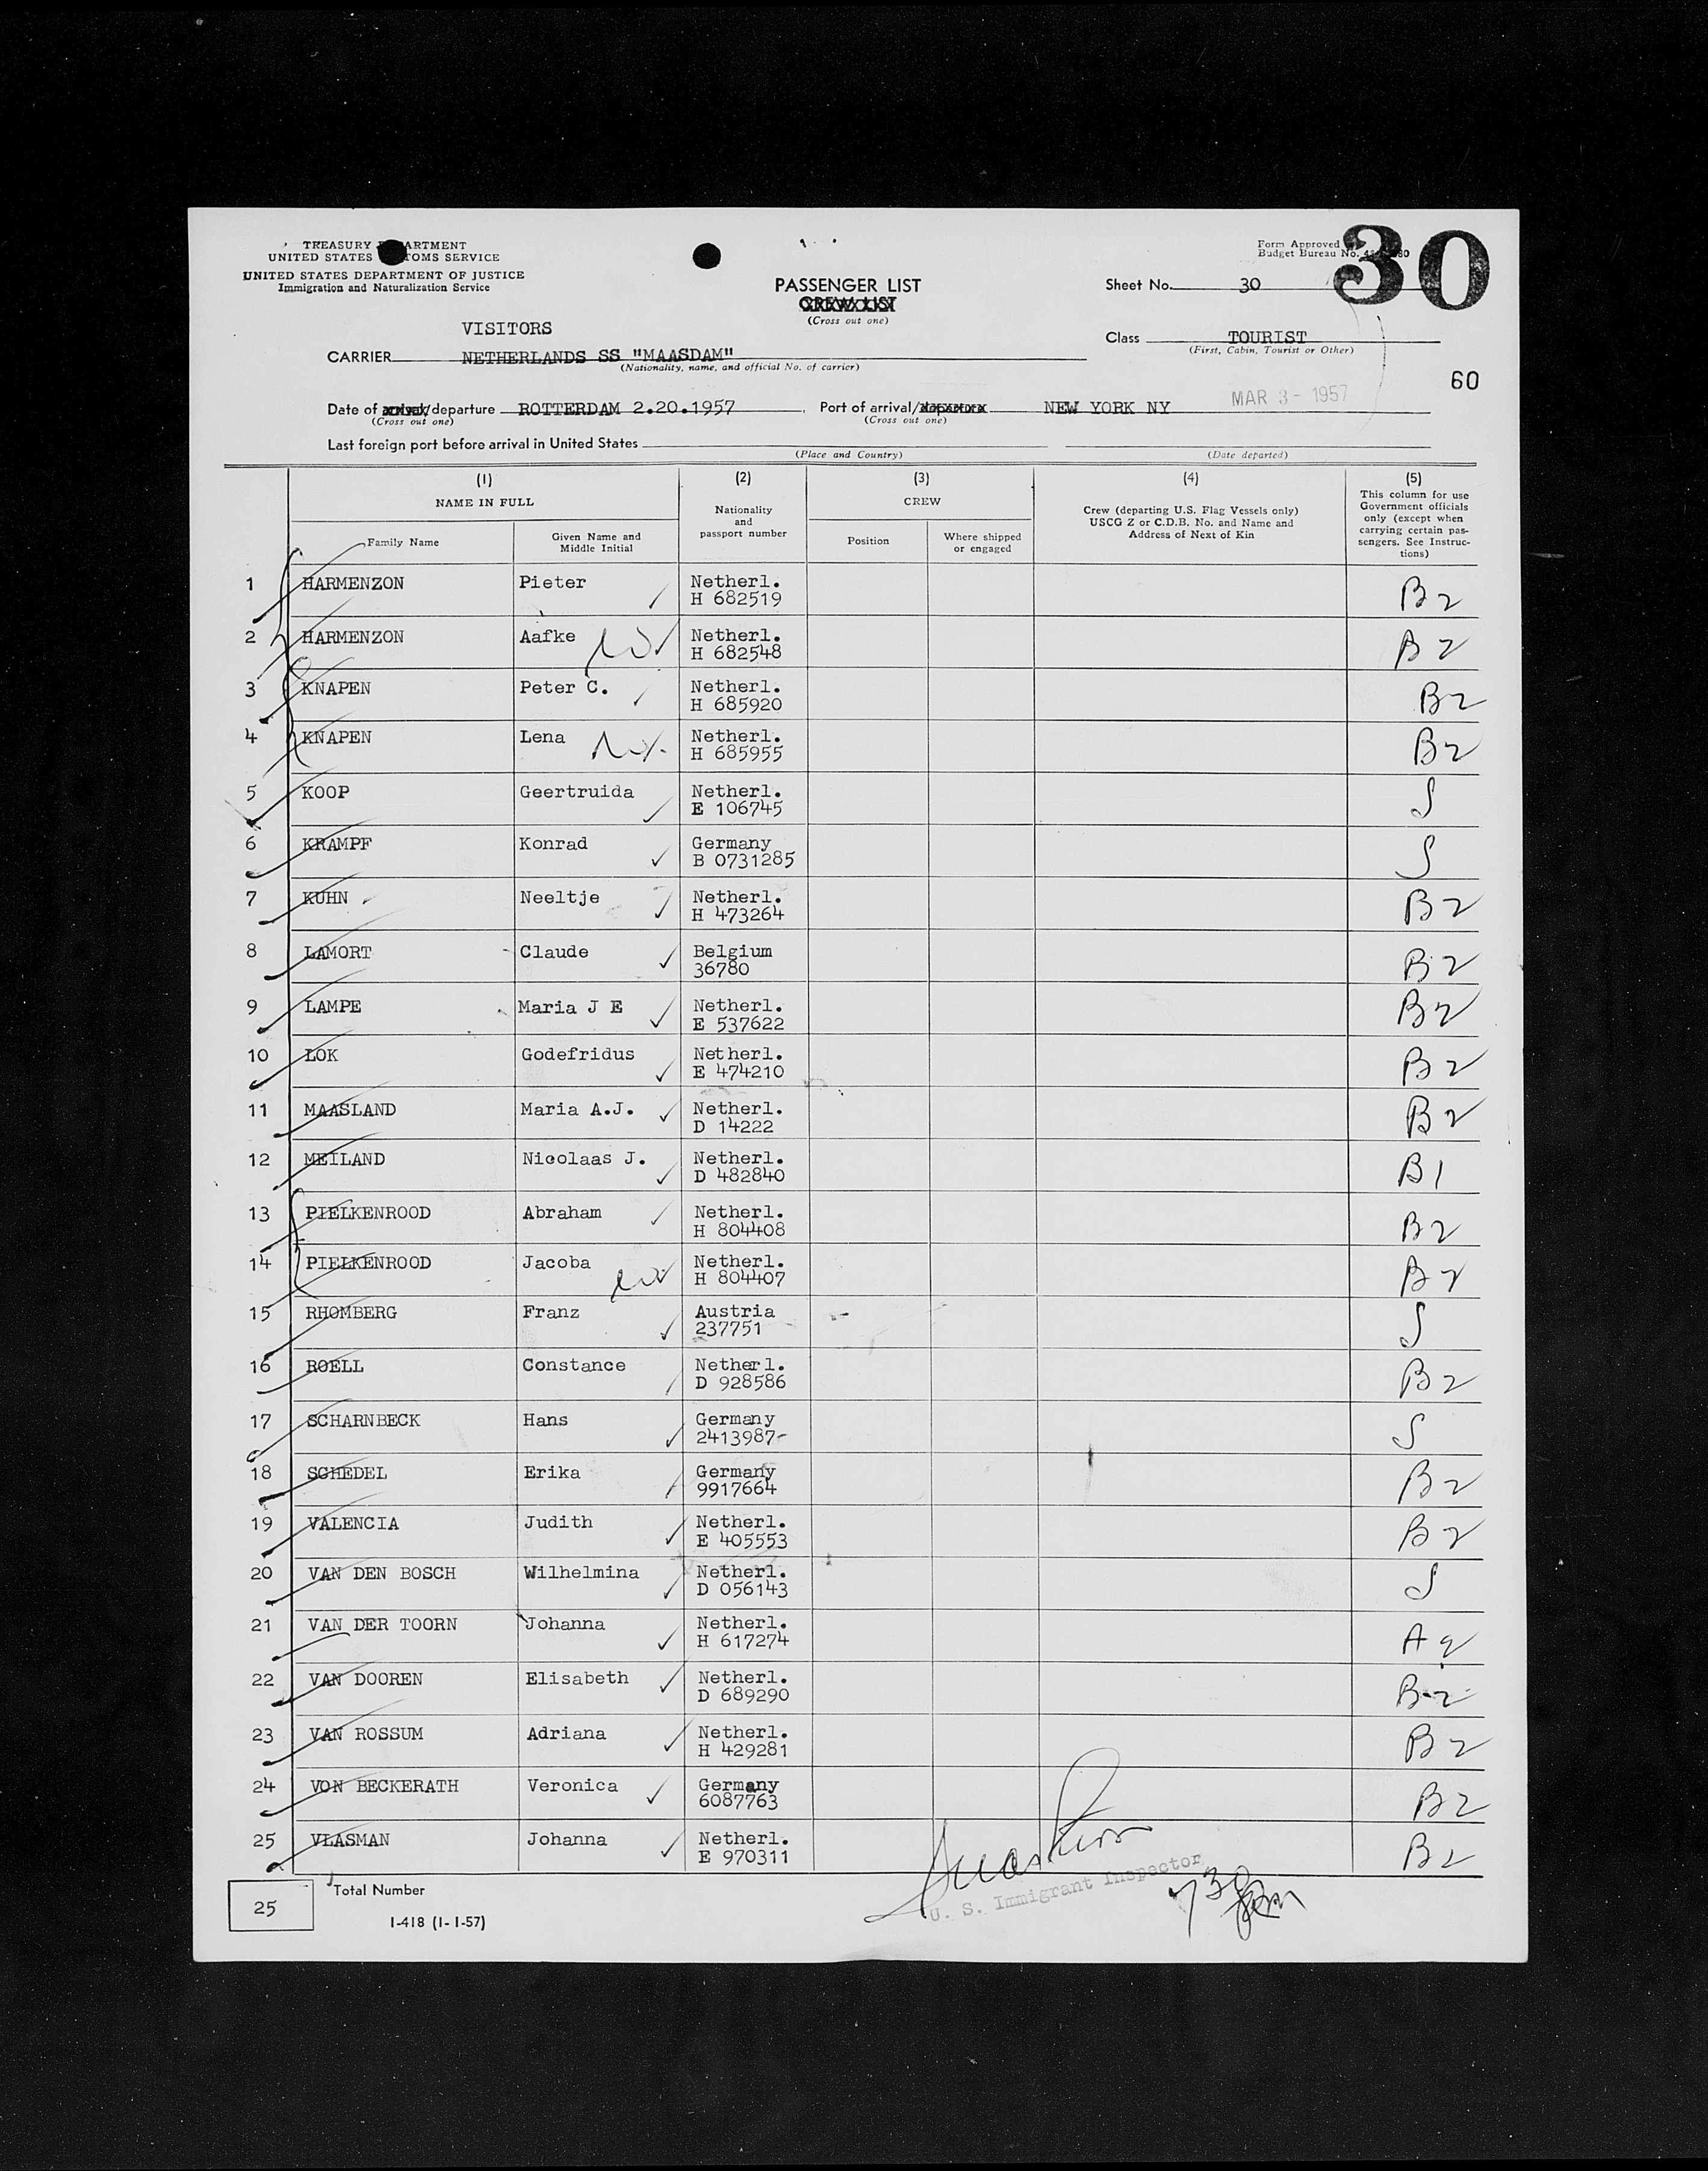 TREASURY DEPARTMENT
UNITED STATES CUSTOMS SERVICE
UNITED STATES DEPARTMENT OF JUSTICE
Immigration and Naturalization Service
Form Approved
Budget Bureau No.
30
PASSENGER LIST
CREW LIST
(Cross out one)
Sheet No. 30
VISITORS
CARRIER NETHERLANDS SS "MAASDAM"
(Nationality, name, and official No. of carrier)
Class TOURIST
(First, Cabin, Tourist or Other)
60
Date of arrival/departure ROTTERDAM 2.20.1957 Port of arrival/departure NEW YORK NY MAR 3 - 1957
(Cross out one) (Cross out one)
Last foreign port before arrival in United States
(Place and Country) (Date departed)
(1) (2) (3) (4) (5)
NAME IN FULL
Nationality and passport number
CREW
Crew (departing U.S. Flag Vessels only) USCG Z or C.D.B. No. and Name and Address of Next of Kin
This column for use Government officials only (except when carrying certain passengers. See Instructions)
Family Name Given Name and Middle Initial Position Where shipped or engaged
1 HARMENZON Pieter Netherl. B2
H 682519
2 HARMENZON Aafke Netherl. B2
H 682548
3 KNAPEN Peter C. Netherl. B2
H 685920
4 KNAPEN Lena Netherl. B2
H 685955
5 KOOP Geertruida Netherl. S
E 106745
6 KRAMPF Konrad Germany S
B 0731285
7 KUHN Neeltje Netherl. B2
H 473264
8 LAMORT Claude Belgium B2
36780
9 LAMPE Maria J E Netherl. B2
E 537622
10 LOK Godefridus Netherl. B2
E 474210
11 MAASLAND Maria A.J. Netherl. B2
D 14222
12 MEILAND Nicolaas J. Netherl. B1
D 482840
13 PIELKENROOD Abraham Netherl. B2
H 804408
14 PIELKENROOD Jacoba Netherl. B2
H 804407
15 RHOMBERG Franz Austria S
237751
16 ROELL Constance Netherl. B2
D 928586
17 SCHARNBECK Hans Germany S
2413987-
18 SCHEDEL Erika Germany B2
9917664
19 VALENCIA Judith Netherl. B2
E 405553
20 VAN DEN BOSCH Wilhelmina Netherl. S
D 056143
21 VAN DER TOORN Johanna Netherl. A
H 617274
22 VAN DOOREN Elisabeth Netherl. B-2
D 689290
23 VAN ROSSUM Adriana Netherl. B2
H 429281
24 VON BECKERATH Veronica Germany B2
6087763
25 VLASMAN Johanna Netherl. B2
E 970311
25 Total Number
U. S. Immigrant Inspector
730 pm
I-418 (1-1-57)